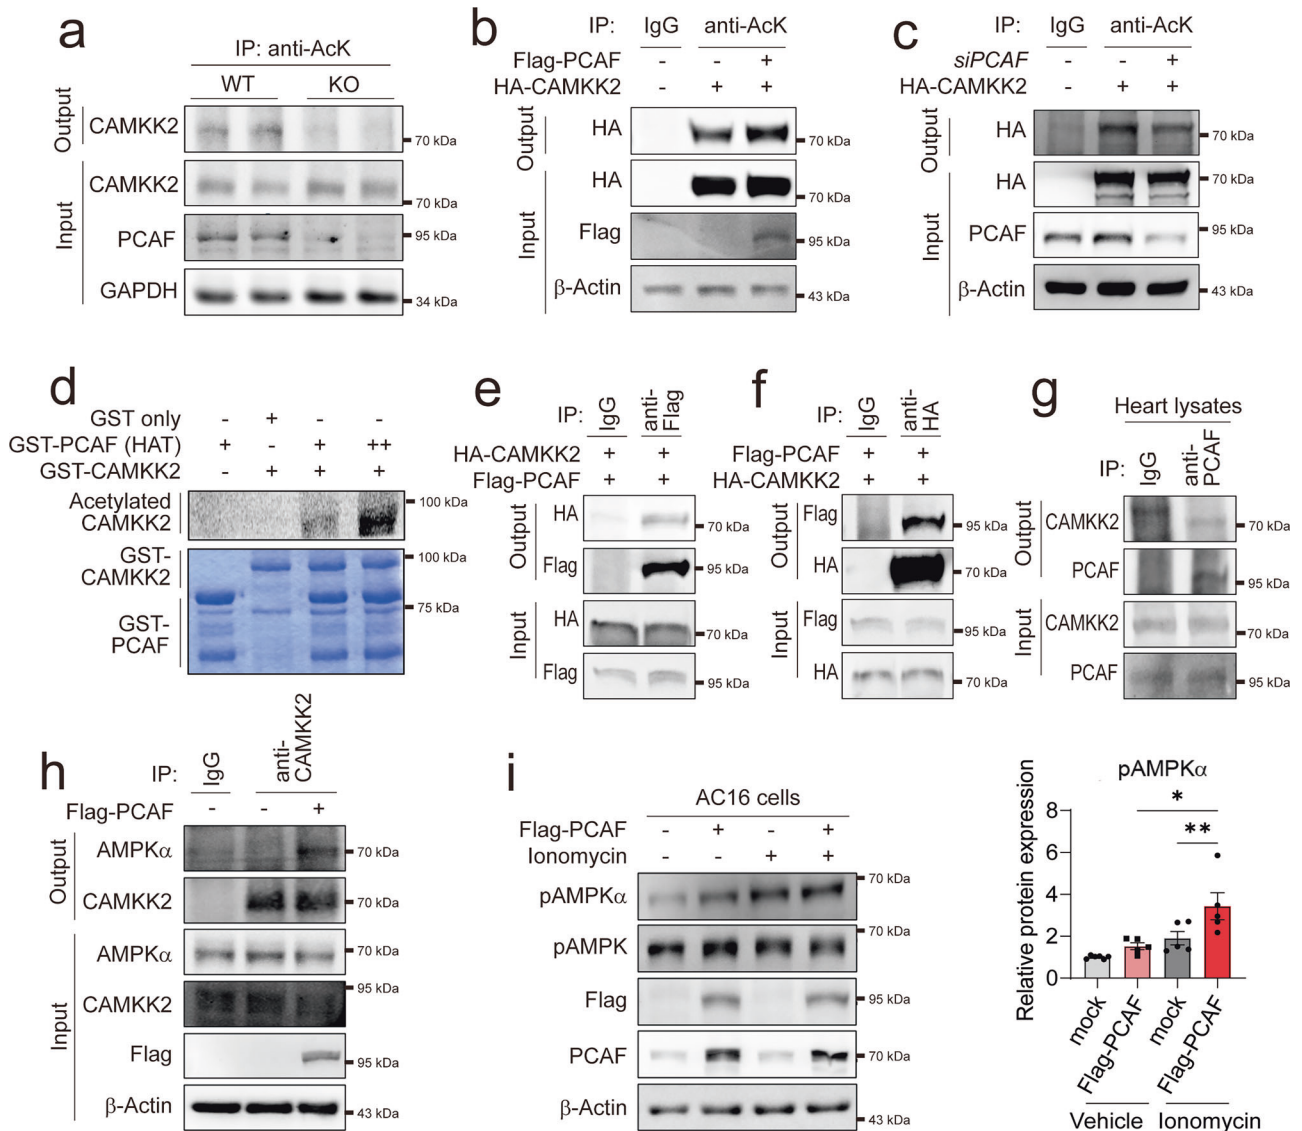 a
IP: anti-AcK
WT KO
Output
CAMKK2
70 kDa
Input
CAMKK2
70 kDa
PCAF
95 kDa
GAPDH
34 kDa
b
IP: IgG anti-AcK
Flag-PCAF +
HA-CAMKK2 - + +
Output
HA
70 kDa
Input
HA
70 kDa
Flag
95 kDa
β-Actin
43 kDa
c
IP: IgG anti-AcK
siPCAF +
HA-CAMKK2 - + +
Output
HA
70 kDa
Input
HA
70 kDa
PCAF
95 kDa
β-Actin
43 kDa
d
GST only - + - -
GST-PCAF (HAT) + - + ++
GST-CAMKK2 - + + +
Acetylated
CAMKK2
100 kDa
GST-
CAMKK2
100 kDa
75 kDa
GST-
PCAF
e
IP: IgG anti-Flag
HA-CAMKK2 + +
Flag-PCAF + +
Output
HA
70 kDa
Flag
95 kDa
Input
HA
70 kDa
Flag
95 kDa
f
IP: IgG anti-HA
Flag-PCAF + +
HA-CAMKK2 + +
Output
Flag
95 kDa
HA
70 kDa
Input
Flag
95 kDa
HA
70 kDa
g
Heart lysates
IP: IgG anti-PCAF
Output
CAMKK2
70 kDa
PCAF
95 kDa
Input
CAMKK2
70 kDa
PCAF
95 kDa
h
IP: IgG anti-CAMKK2
Flag-PCAF - - +
Output
AMPKα
70 kDa
CAMKK2
70 kDa
Input
AMPKα
70 kDa
CAMKK2
95 kDa
Flag
95 kDa
β-Actin
43 kDa
i
AC16 cells
Flag-PCAF - + - +
Ionomycin - - + +
pAMPKα
70 kDa
pAMPK
70 kDa
Flag
95 kDa
PCAF
70 kDa
β-Actin
43 kDa
pAMPKα
Relative protein expression
8
6
4
2
0
*
**
mock
Flag-PCAF
mock
Flag-PCAF
Vehicle Ionomycin